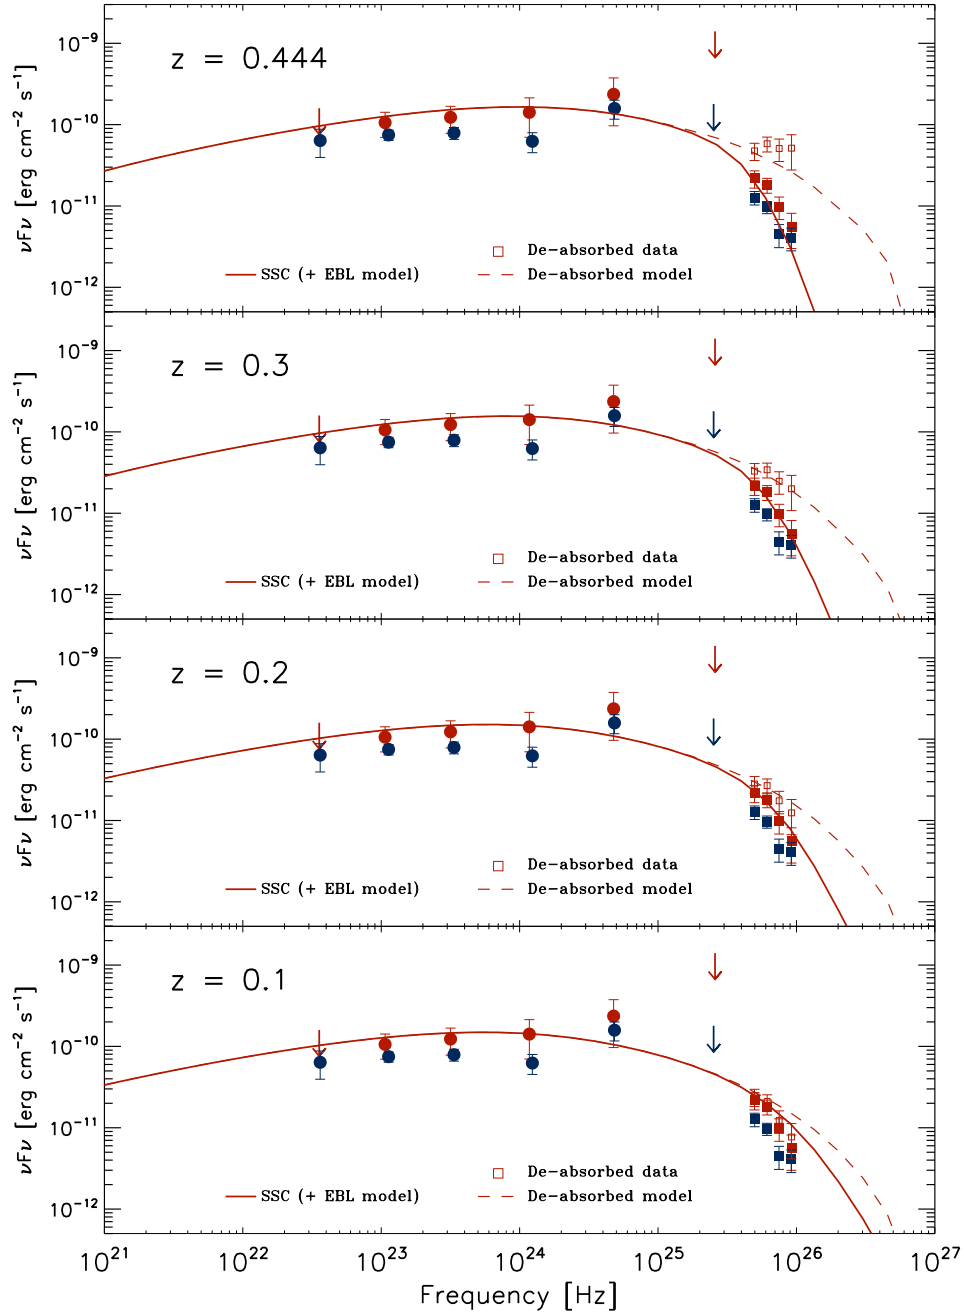 z = 0.444
10⁻⁹
10⁻¹⁰
10⁻¹¹
10⁻¹²
νFν [erg cm⁻² s⁻¹]
De-absorbed data
SSC (+ EBL model)
De-absorbed model
z = 0.3
10⁻⁹
10⁻¹⁰
10⁻¹¹
10⁻¹²
νFν [erg cm⁻² s⁻¹]
De-absorbed data
SSC (+ EBL model)
De-absorbed model
z = 0.2
10⁻⁹
10⁻¹⁰
10⁻¹¹
10⁻¹²
νFν [erg cm⁻² s⁻¹]
De-absorbed data
SSC (+ EBL model)
De-absorbed model
z = 0.1
10⁻⁹
10⁻¹⁰
10⁻¹¹
10⁻¹²
νFν [erg cm⁻² s⁻¹]
De-absorbed data
SSC (+ EBL model)
De-absorbed model
10²¹ 10²² 10²³ 10²⁴ 10²⁵ 10²⁶ 10²⁷
Frequency [Hz]